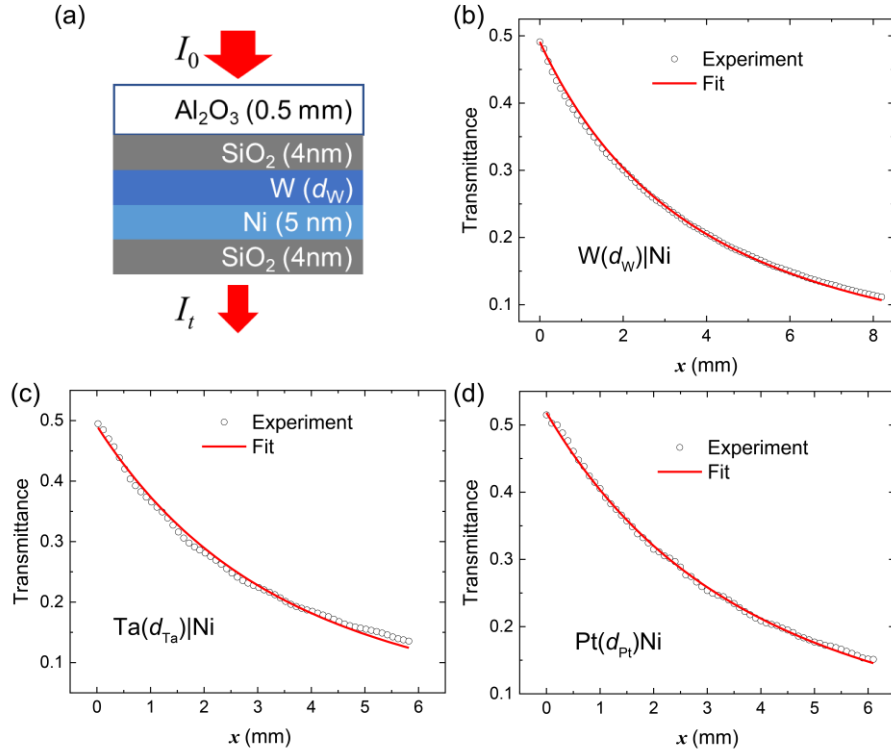 (a)
I₀
Al₂O₃ (0.5 mm)
SiO₂ (4nm)
W (d_W)
Ni (5 nm)
SiO₂ (4nm)
Iₜ
(b)
0.5
0.4
0.3
0.2
0.1
Transmittance
Experiment
Fit
W(d_W)|Ni
0 2 4 6 8
x (mm)
(c)
0.5
0.4
0.3
0.2
0.1
Transmittance
Experiment
Fit
Ta(d_Ta)|Ni
0 1 2 3 4 5 6
x (mm)
(d)
0.5
0.4
0.3
0.2
0.1
Transmittance
Experiment
Fit
Pt(d_Pt)Ni
0 1 2 3 4 5 6
x (mm)